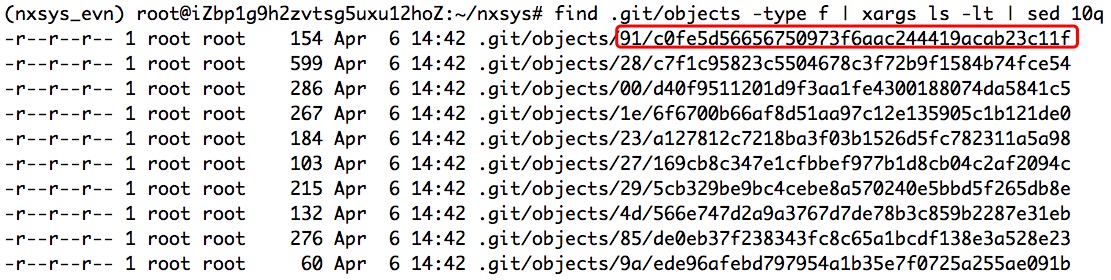 (nxsys_evn) root@iZbp1g9h2zvtsg5uxu12hoZ:~/nxsys# find .git/objects -type f | xargs ls -lt | sed 10q
-r--r--r-- 1 root root 154 Apr 6 14:42 .git/objects/91/c0fe5d56656750973f6aac244419acab23c11f
-r--r--r-- 1 root root 599 Apr 6 14:42 .git/objects/28/c7f1c95823c5504678c3f72b9f1584b74fce54
-r--r--r-- 1 root root 286 Apr 6 14:42 .git/objects/00/d40f9511201d9f3aa1fe4300188074da5841c5
-r--r--r-- 1 root root 267 Apr 6 14:42 .git/objects/1e/6f6700b66af8d51aa97c12e135905c1b121de0
-r--r--r-- 1 root root 184 Apr 6 14:42 .git/objects/23/a127812c7218ba3f03b1526d5fc782311a5a98
-r--r--r-- 1 root root 103 Apr 6 14:42 .git/objects/27/169cb8c347e1cfbbef977b1d8cb04c2af2094c
-r--r--r-- 1 root root 215 Apr 6 14:42 .git/objects/29/5cb329be9bc4cebe8a570240e5bbd5f265db8e
-r--r--r-- 1 root root 132 Apr 6 14:42 .git/objects/4d/566e747d2a9a3767d7de78b3c859b2287e31eb
-r--r--r-- 1 root root 276 Apr 6 14:42 .git/objects/85/de0eb37f238343fc8c65a1bcdf138e3a528e23
-r--r--r-- 1 root root 60 Apr 6 14:42 .git/objects/9a/ede96afebd797954a1b35e7f0725a255ae091b